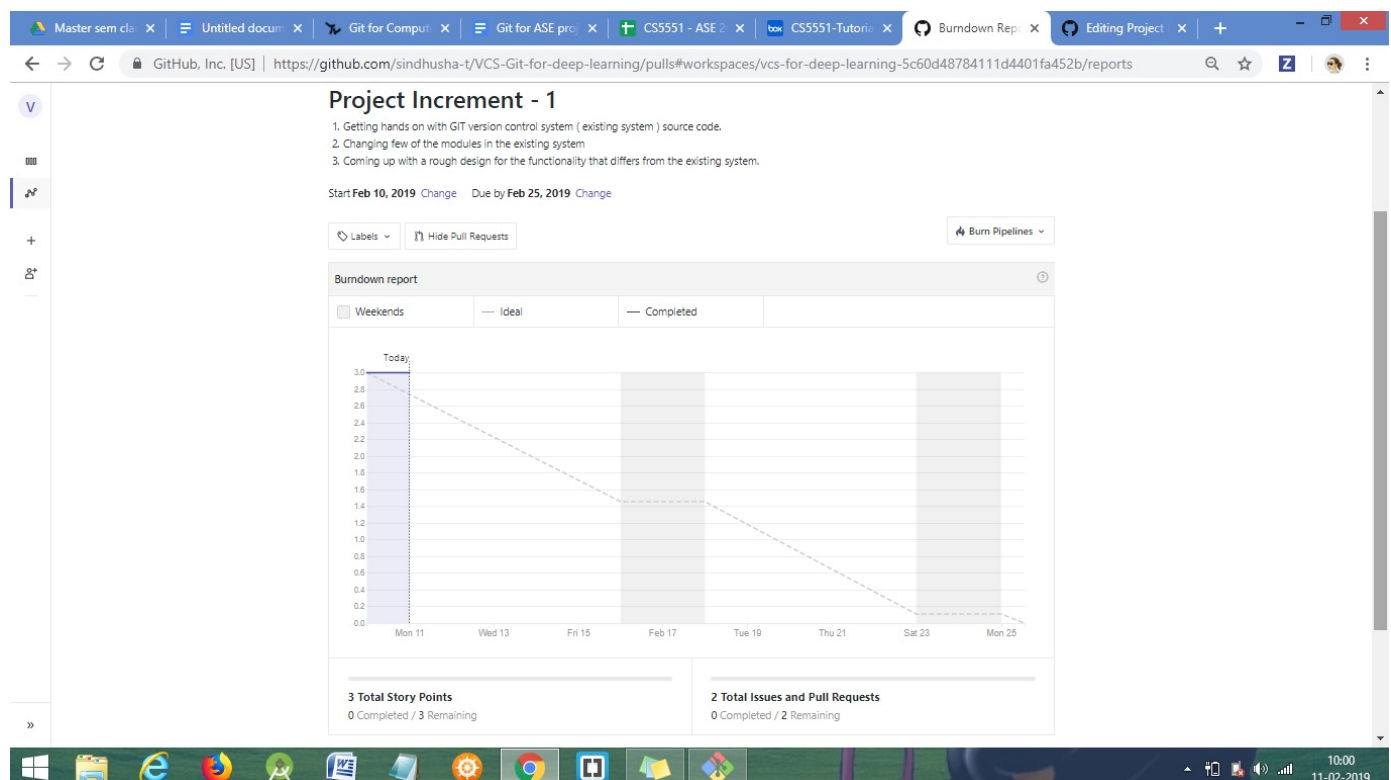 Master sem cla
Untitled docum
Git for Comput
Git for ASE proj
CS5551 - ASE 2
box
CS5551-Tutoria
Burndown Repo
Editing Project
GitHub, Inc. [US] | https://github.com/sindhusha-t/VCS-Git-for-deep-learning/pulls#workspaces/vcs-for-deep-learning-5c60d48784111d4401fa452b/reports
Z
V
Project Increment - 1
1. Getting hands on with GIT version control system ( existing system ) source code.
2. Changing few of the modules in the existing system
3. Coming up with a rough design for the functionality that differs from the existing system.
Start Feb 10, 2019 Change Due by Feb 25, 2019 Change
Labels
Hide Pull Requests
Burn Pipelines
Burndown report
Weekends
Ideal
Completed
Today
3.0
2.8
2.6
2.4
2.2
2.0
1.8
1.6
1.4
1.2
1.0
0.8
0.6
0.4
0.2
0.0
Mon 11 Wed 13 Fri 15 Feb 17 Tue 19 Thu 21 Sat 23 Mon 25
3 Total Story Points
0 Completed / 3 Remaining
2 Total Issues and Pull Requests
0 Completed / 2 Remaining
10:00
11-02-2019